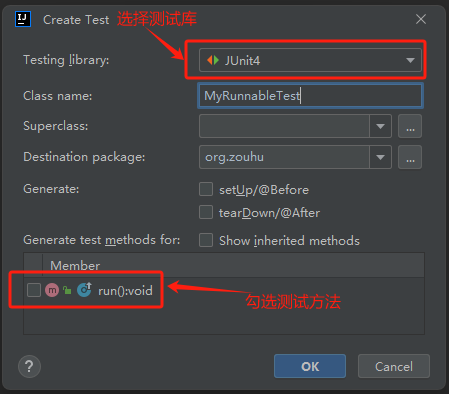 Create Test
选择测试库
Testing library:
JUnit4
Class name:
MyRunnableTest
Superclass:
...
Destination package:
org.zouhu
...
Generate:
setUp/@Before
tearDown/@After
Generate test methods for:
Show inherited methods
Member
m
run():void
勾选测试方法
?
OK
Cancel